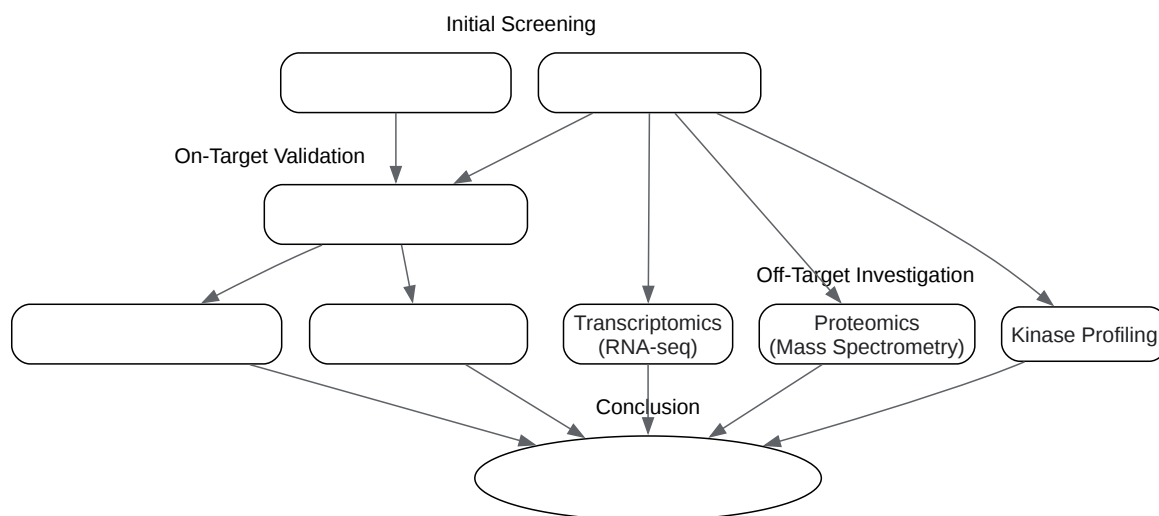 Initial Screening
On-Target Validation
Off-Target Investigation
Transcriptomics
(RNA-seq)
Proteomics
(Mass Spectrometry)
Kinase Profiling
Conclusion